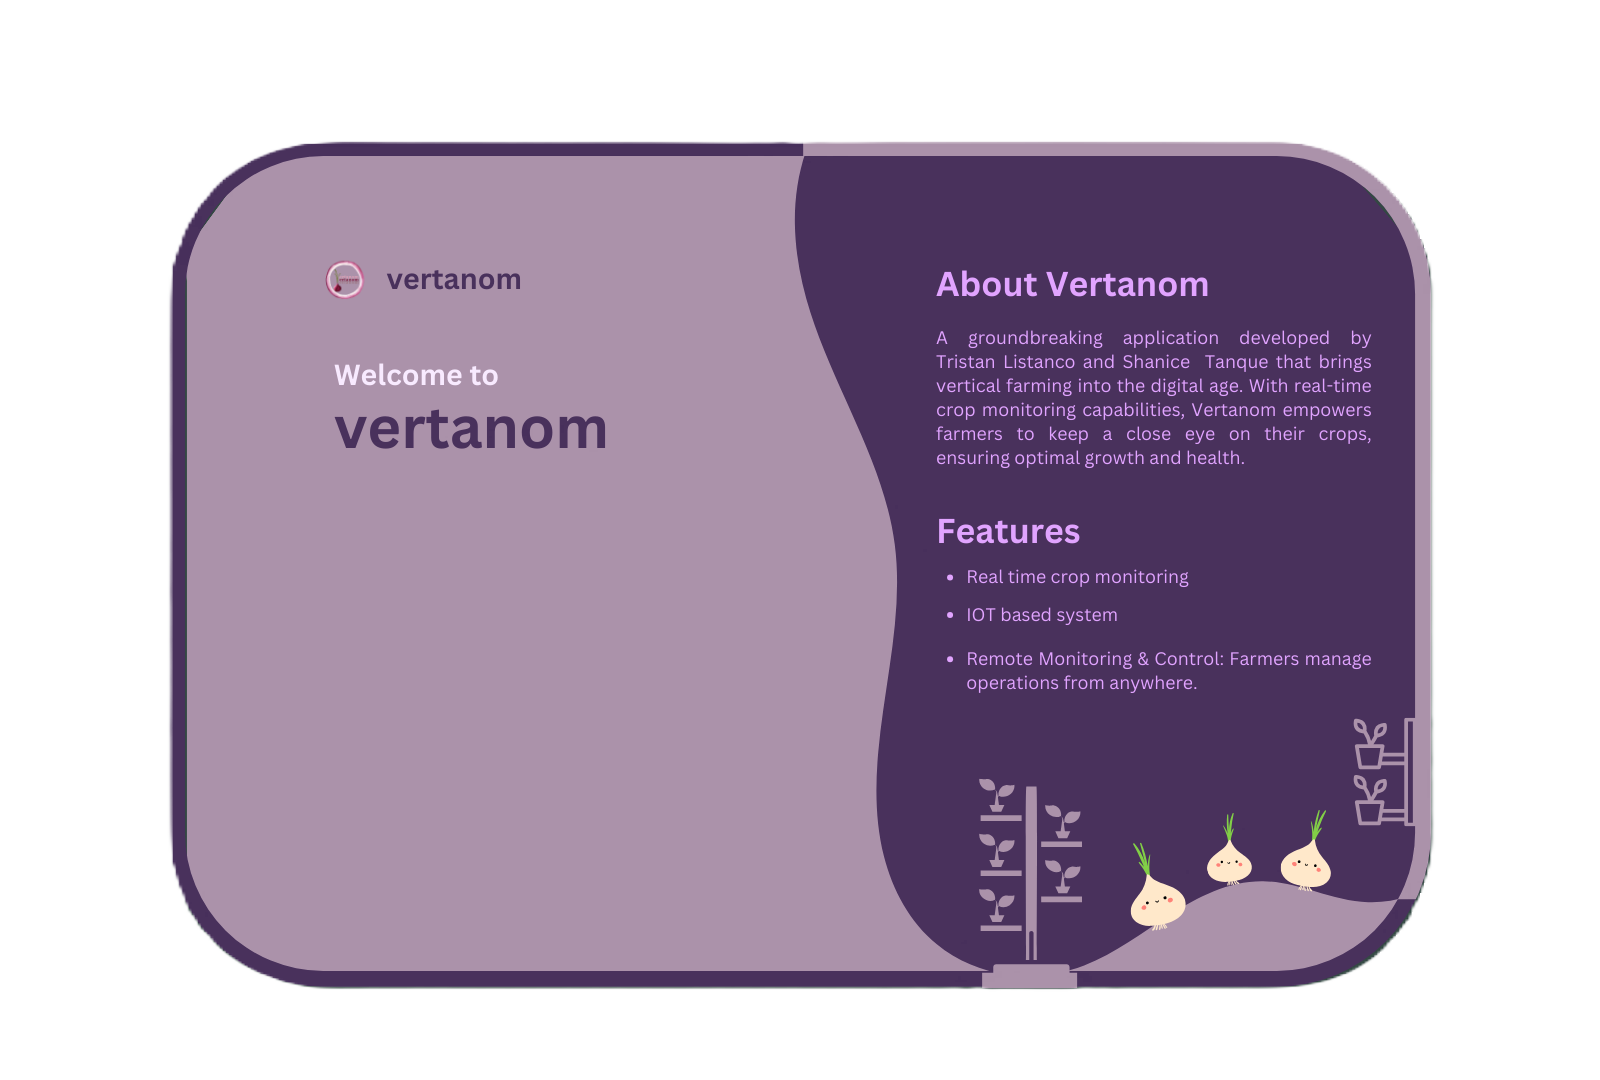 vertanom
Welcome to
vertanom
About Vertanom
A groundbreaking application developed by
Tristan Listanco and Shanice Tanque that brings
vertical farming into the digital age. With real-time
crop monitoring capabilities, Vertanom empowers
farmers to keep a close eye on their crops,
ensuring optimal growth and health.
Features
• Real time crop monitoring
• IOT based system
• Remote Monitoring & Control: Farmers manage
operations from anywhere.